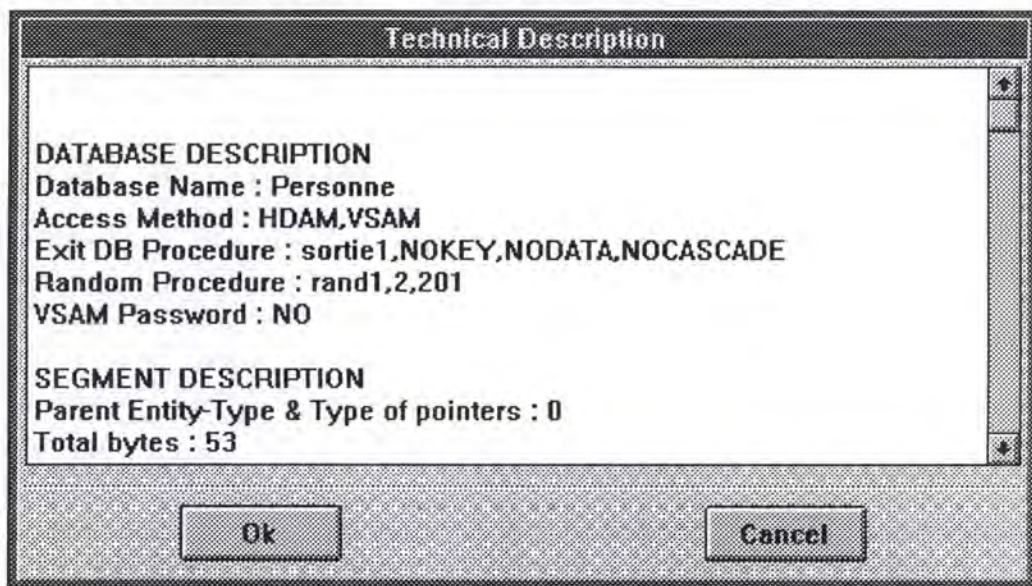 Technical Description
DATABASE DESCRIPTION
Database Name : Personne
Access Method : HDAM,VSAM
Exit DB Procedure : sortie1,NOKEY,NODATA,NOCASCADE
Random Procedure : rand1,2,201
VSAM Password : NO
SEGMENT DESCRIPTION
Parent Entity-Type & Type of pointers : 0
Total bytes : 53
Ok
Cancel